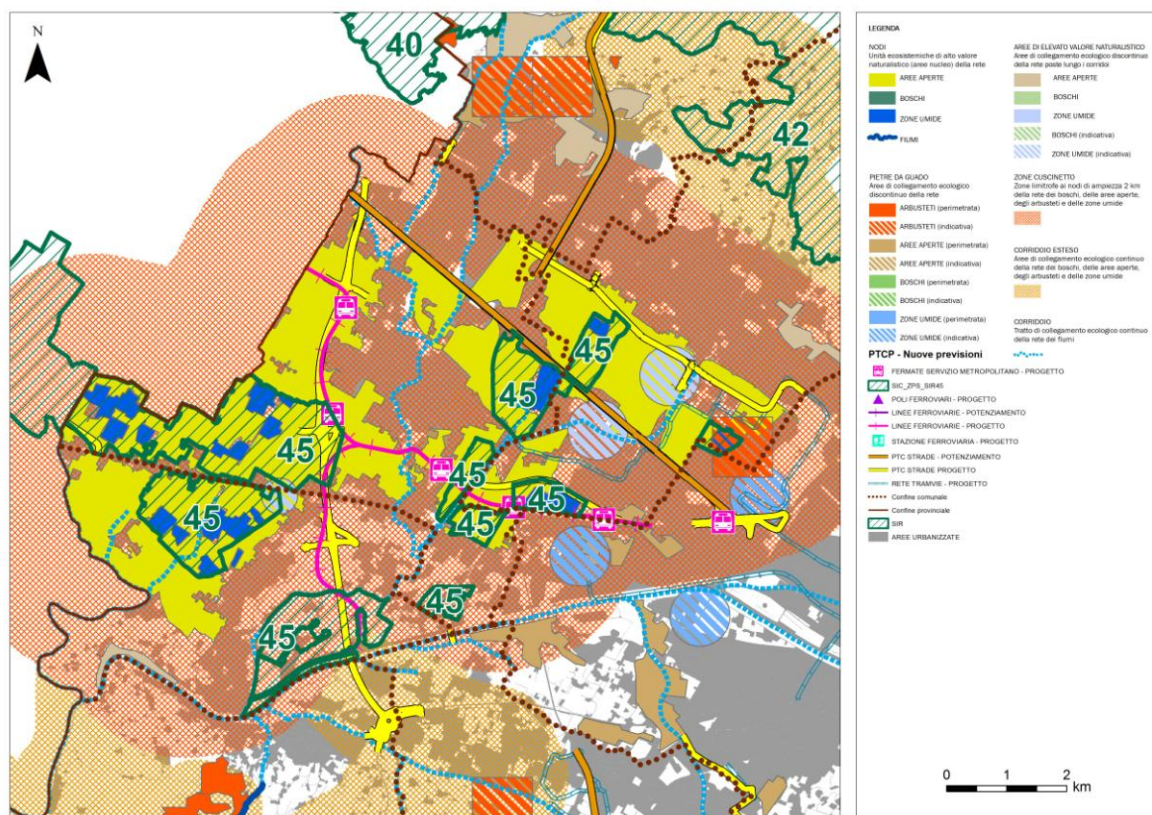 N
40
42
45
45
45
45
45
45
45
45
45
LEGENDA
NODI
Unità ecosistemiche di alto valore
naturalistico (aree nucleo) della rete
AREE APERTE
BOSCHI
ZONE UMIDE
FIUMI
PIETRE DA GUADO
Aree di collegamento ecologico
discontinuo della rete
ARBUSTETI (perimetrata)
ARBUSTETI (indicativa)
AREE APERTE (perimetrata)
AREE APERTE (indicativa)
BOSCHI (perimetrata)
BOSCHI (indicativa)
ZONE UMIDE (perimetrata)
ZONE UMIDE (indicativa)
AREE DI ELEVATO VALORE NATURALISTICO
Aree di collegamento ecologico discontinuo
della rete poste lungo i corridoi
AREE APERTE
BOSCHI
ZONE UMIDE
BOSCHI (indicativa)
ZONE UMIDE (indicativa)
ZONE CUSCINETTO
Zone limitrofe ai nodi di ampiezza 2 km
della rete dei boschi, delle aree aperte,
degli arbusteti e delle zone umide
CORRIDOIO ESTESO
Aree di collegamento ecologico continuo
della rete dei boschi, delle aree aperte,
degli arbusteti e delle zone umide
CORRIDOIO
Tratto di collegamento ecologico continuo
della rete dei fiumi
PTCP - Nuove previsioni
FERMATE SERVIZIO METROPOLITANO - PROGETTO
SIC_ZPS_SIR45
POLI FERROVIARI - PROGETTO
LINEE FERROVIARIE - POTENZIAMENTO
LINEE FERROVIARIE - PROGETTO
STAZIONE FERROVIARIA - PROGETTO
PTC STRADE - POTENZIAMENTO
PTC STRADE PROGETTO
RETE TRAMVIE - PROGETTO
Confine comunale
Confine provinciale
SIR
AREE URBANIZZATE
0 1 2
km